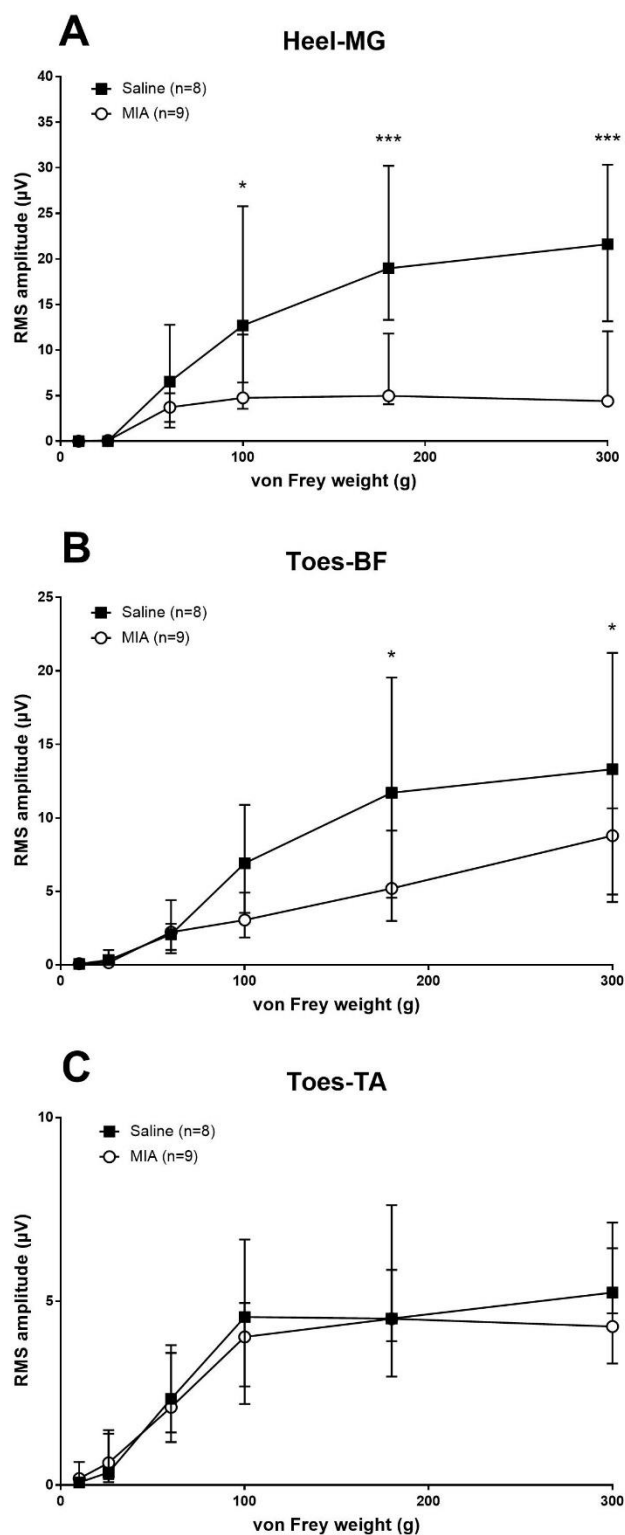 A
Heel-MG
40
35
30
25
20
15
10
5
0
RMS amplitude (µV)
Saline (n=8)
MIA (n=9)
*
***
***
0
100
200
300
von Frey weight (g)
B
Toes-BF
25
20
15
10
5
0
RMS amplitude (µV)
Saline (n=8)
MIA (n=9)
*
*
0
100
200
300
von Frey weight (g)
C
Toes-TA
10
5
0
RMS amplitude (µV)
Saline (n=8)
MIA (n=9)
0
100
200
300
von Frey weight (g)